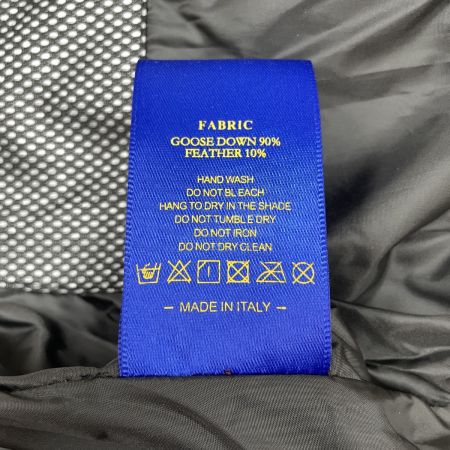 FABRIC
GOOSE DOWN 90%
FEATHER 10%
HAND WASH
DO NOT BLEACH
HANG TO DRY IN THE SHADE
DO NOT TUMBLE DRY
DO NOT IRON
DO NOT DRY CLEAN
— MADE IN ITALY —